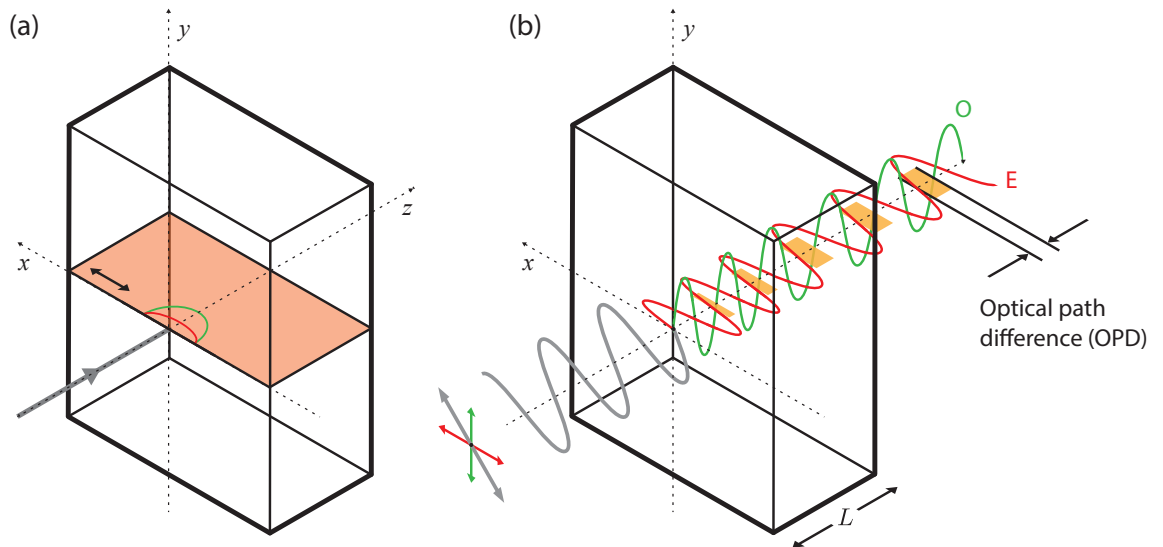 (a)
y
x
z
(b)
y
x
O
E
Optical path
difference (OPD)
L